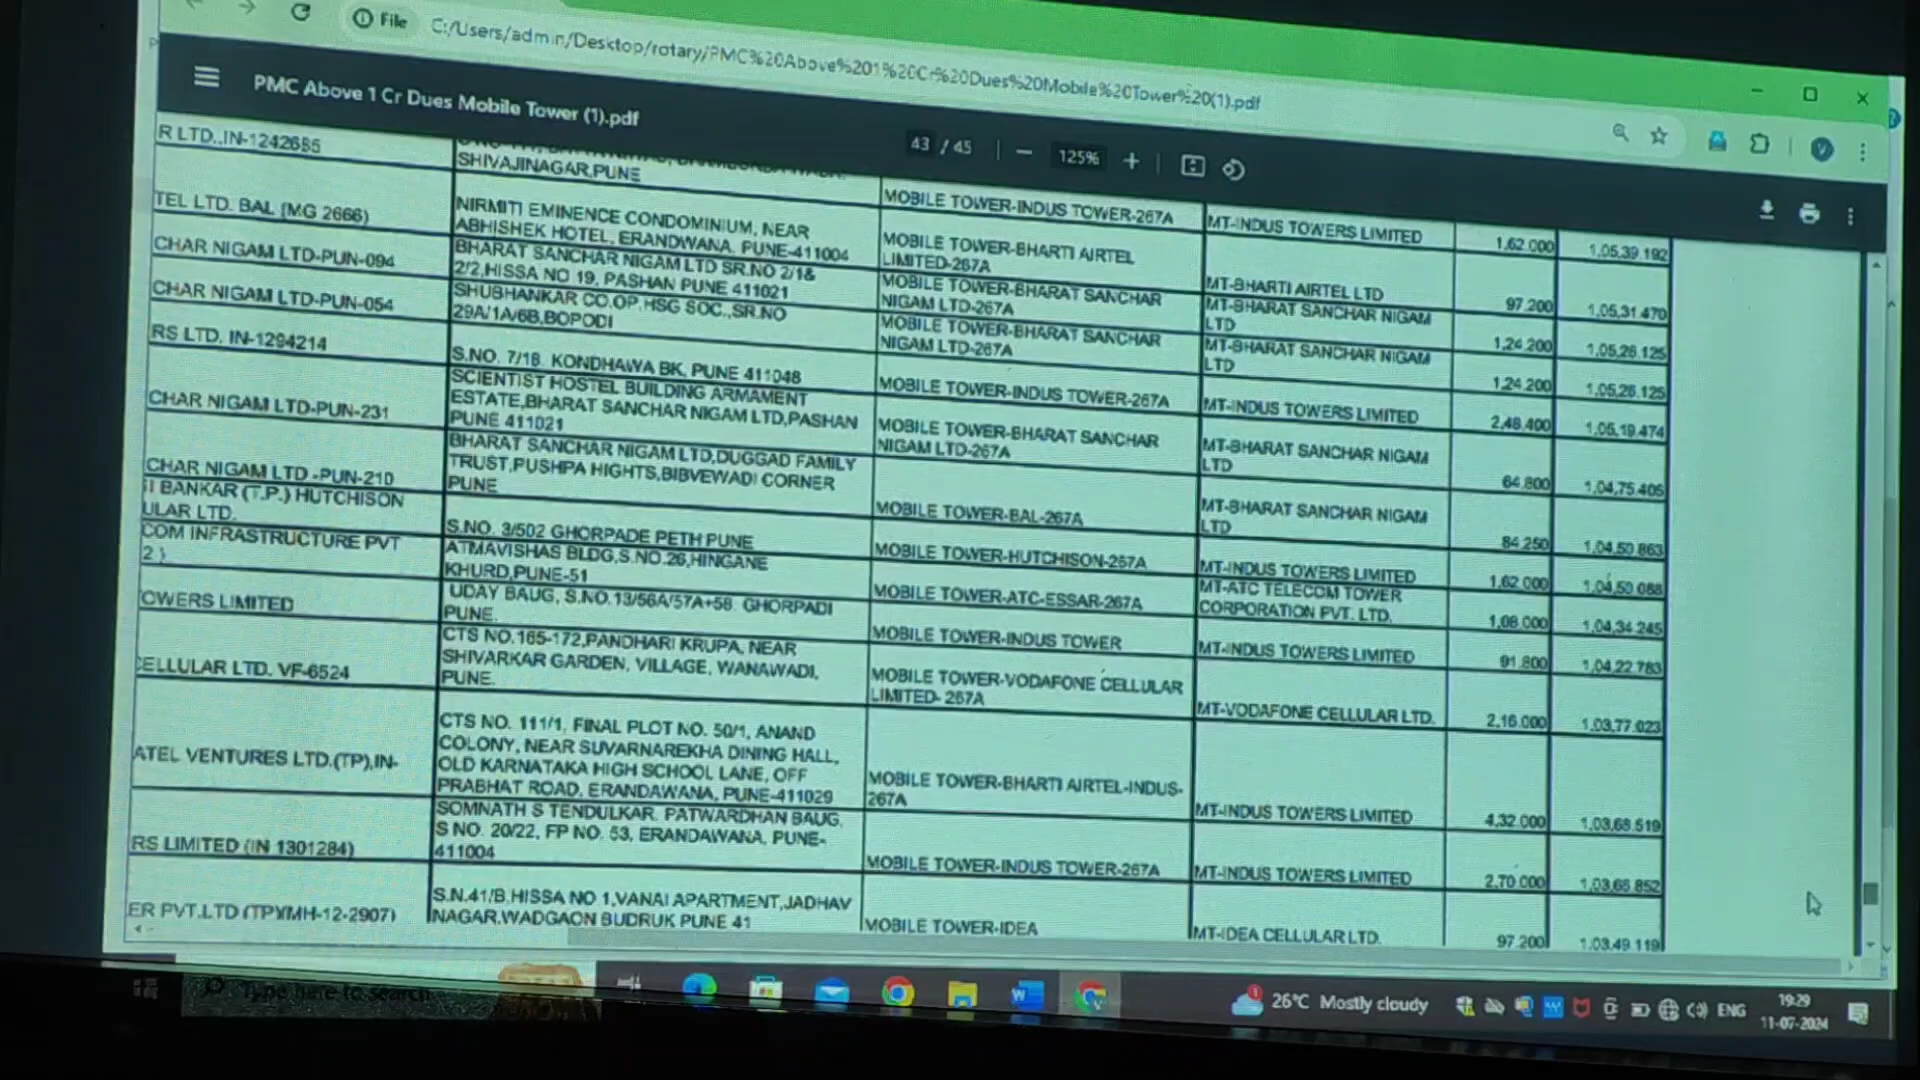 File C:/Users/admin/Desktop/rotary/PMC%20Above%201%20Cr%20Dues%20Mobile%20Tower%20(1).pdf
PMC Above 1 Cr Dues Mobile Tower (1).pdf
43 / 45
125%
R LTD.,IN-1242685
SHIVAJINAGAR,PUNE
MOBILE TOWER-INDUS TOWER-267A
MT-INDUS TOWERS LIMITED
1,62,000
1,05,39,192
TEL LTD. BAL (MG 2666)
NIRMITI EMINENCE CONDOMINIUM, NEAR
ABHISHEK HOTEL, ERANDWANA, PUNE-411004
MOBILE TOWER-BHARTI AIRTEL
LIMITED-267A
MT-BHARTI AIRTEL LTD
97,200
1,05,31,470
CHAR NIGAM LTD-PUN-094
BHARAT SANCHAR NIGAM LTD SR.NO 2/1&
2/2,HISSA NO 19, PASHAN PUNE 411021
MOBILE TOWER-BHARAT SANCHAR
NIGAM LTD-267A
MT-BHARAT SANCHAR NIGAM
LTD
1,24,200
1,05,26,125
CHAR NIGAM LTD-PUN-054
SHUBHANKAR CO.OP.HSG SOC.,SR.NO
29A/1A/6B,BOPODI
MOBILE TOWER-BHARAT SANCHAR
NIGAM LTD-267A
MT-BHARAT SANCHAR NIGAM
LTD
1,24,200
1,05,26,125
RS LTD. IN-1294214
S.NO. 7/18, KONDHAWA BK, PUNE 411048
MOBILE TOWER-INDUS TOWER-267A
MT-INDUS TOWERS LIMITED
2,48,400
1,05,19,474
CHAR NIGAM LTD-PUN-231
SCIENTIST HOSTEL BUILDING ARMAMENT
ESTATE,BHARAT SANCHAR NIGAM LTD,PASHAN
PUNE 411021
MOBILE TOWER-BHARAT SANCHAR
NIGAM LTD-267A
MT-BHARAT SANCHAR NIGAM
LTD
64,800
1,04,75,405
CHAR NIGAM LTD -PUN-210
BHARAT SANCHAR NIGAM LTD,DUGGAD FAMILY
TRUST,PUSHPA HIGHTS,BIBVEWADI CORNER
PUNE
MOBILE TOWER-BAL-267A
MT-BHARAT SANCHAR NIGAM
LTD
84,250
1,04,50,863
BANKAR (T.P.) HUTCHISON
ULAR LTD.
S.NO. 3/502 GHORPADE PETH PUNE
MOBILE TOWER-HUTCHISON-267A
MT-INDUS TOWERS LIMITED
1,62,000
1,04,50,088
COM INFRASTRUCTURE PVT
2 )
ATMAVISHAS BLDG,S.NO.26,HINGANE
KHURD,PUNE-51
MOBILE TOWER-ATC-ESSAR-267A
MT-ATC TELECOM TOWER
CORPORATION PVT. LTD.
1,08,000
1,04,34,245
OWERS LIMITED
UDAY BAUG, S.NO.13/56A/57A+58 GHORPADI
PUNE.
MOBILE TOWER-INDUS TOWER
MT-INDUS TOWERS LIMITED
91,800
1,04,22,783
CELLULAR LTD. VF-6524
CTS NO.165-172,PANDHARI KRUPA, NEAR
SHIVARKAR GARDEN, VILLAGE, WANAWADI,
PUNE.
MOBILE TOWER-VODAFONE CELLULAR
LIMITED- 267A
MT-VODAFONE CELLULAR LTD.
2,16,000
1,03,77,023
ATEL VENTURES LTD.(TP),IN-
CTS NO. 111/1, FINAL PLOT NO. 50/1, ANAND
COLONY, NEAR SUVARNAREKHA DINING HALL,
OLD KARNATAKA HIGH SCHOOL LANE, OFF
PRABHAT ROAD, ERANDAWANA, PUNE-411029
MOBILE TOWER-BHARTI AIRTEL-INDUS-
267A
MT-INDUS TOWERS LIMITED
4,32,000
1,03,68,519
RS LIMITED (IN 1301284)
SOMNATH S TENDULKAR, PATWARDHAN BAUG,
S NO. 20/22, FP NO. 53, ERANDAWANA, PUNE-
411004
MOBILE TOWER-INDUS TOWER-267A
MT-INDUS TOWERS LIMITED
2,70,000
1,03,65,852
ER PVT.LTD (TP)(MH-12-2907)
S.N.41/B,HISSA NO 1,VANAI APARTMENT,JADHAV
NAGAR,WADGAON BUDRUK PUNE 41
MOBILE TOWER-IDEA
MT-IDEA CELLULAR LTD.
97,200
1,03,49,119
Type here to search
26°C Mostly cloudy
ENG
19:29
11-07-2024